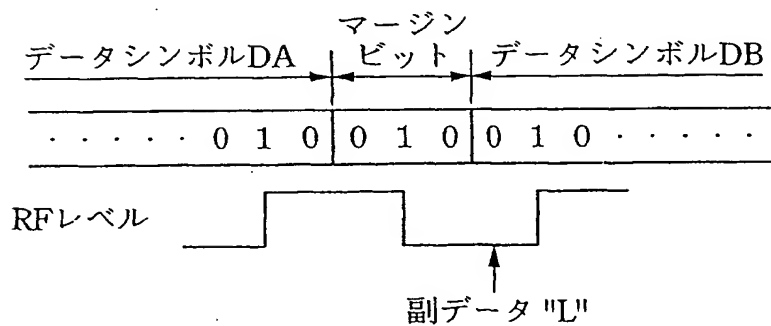 マージン
データシンボルDA ビット データシンボルDB
· · · · · 0 1 0 0 1 0 0 1 0 · · · · ·
RFレベル
副データ "L"